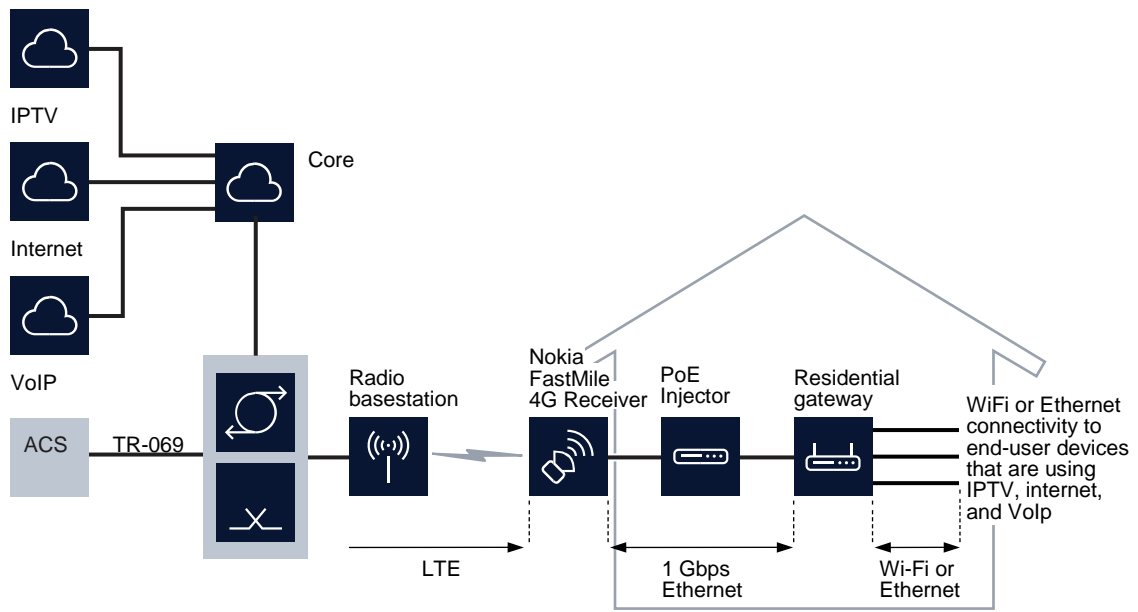 IPTV
Core
Internet
VoIP
ACS
TR-069
Radio
basestation
Nokia
FastMile
4G Receiver
PoE
Injector
Residential
gateway
WiFi or Ethernet
connectivity to
end-user devices
that are using
IPTV, internet,
and VoIp
LTE
1 Gbps
Ethernet
Wi-Fi or
Ethernet